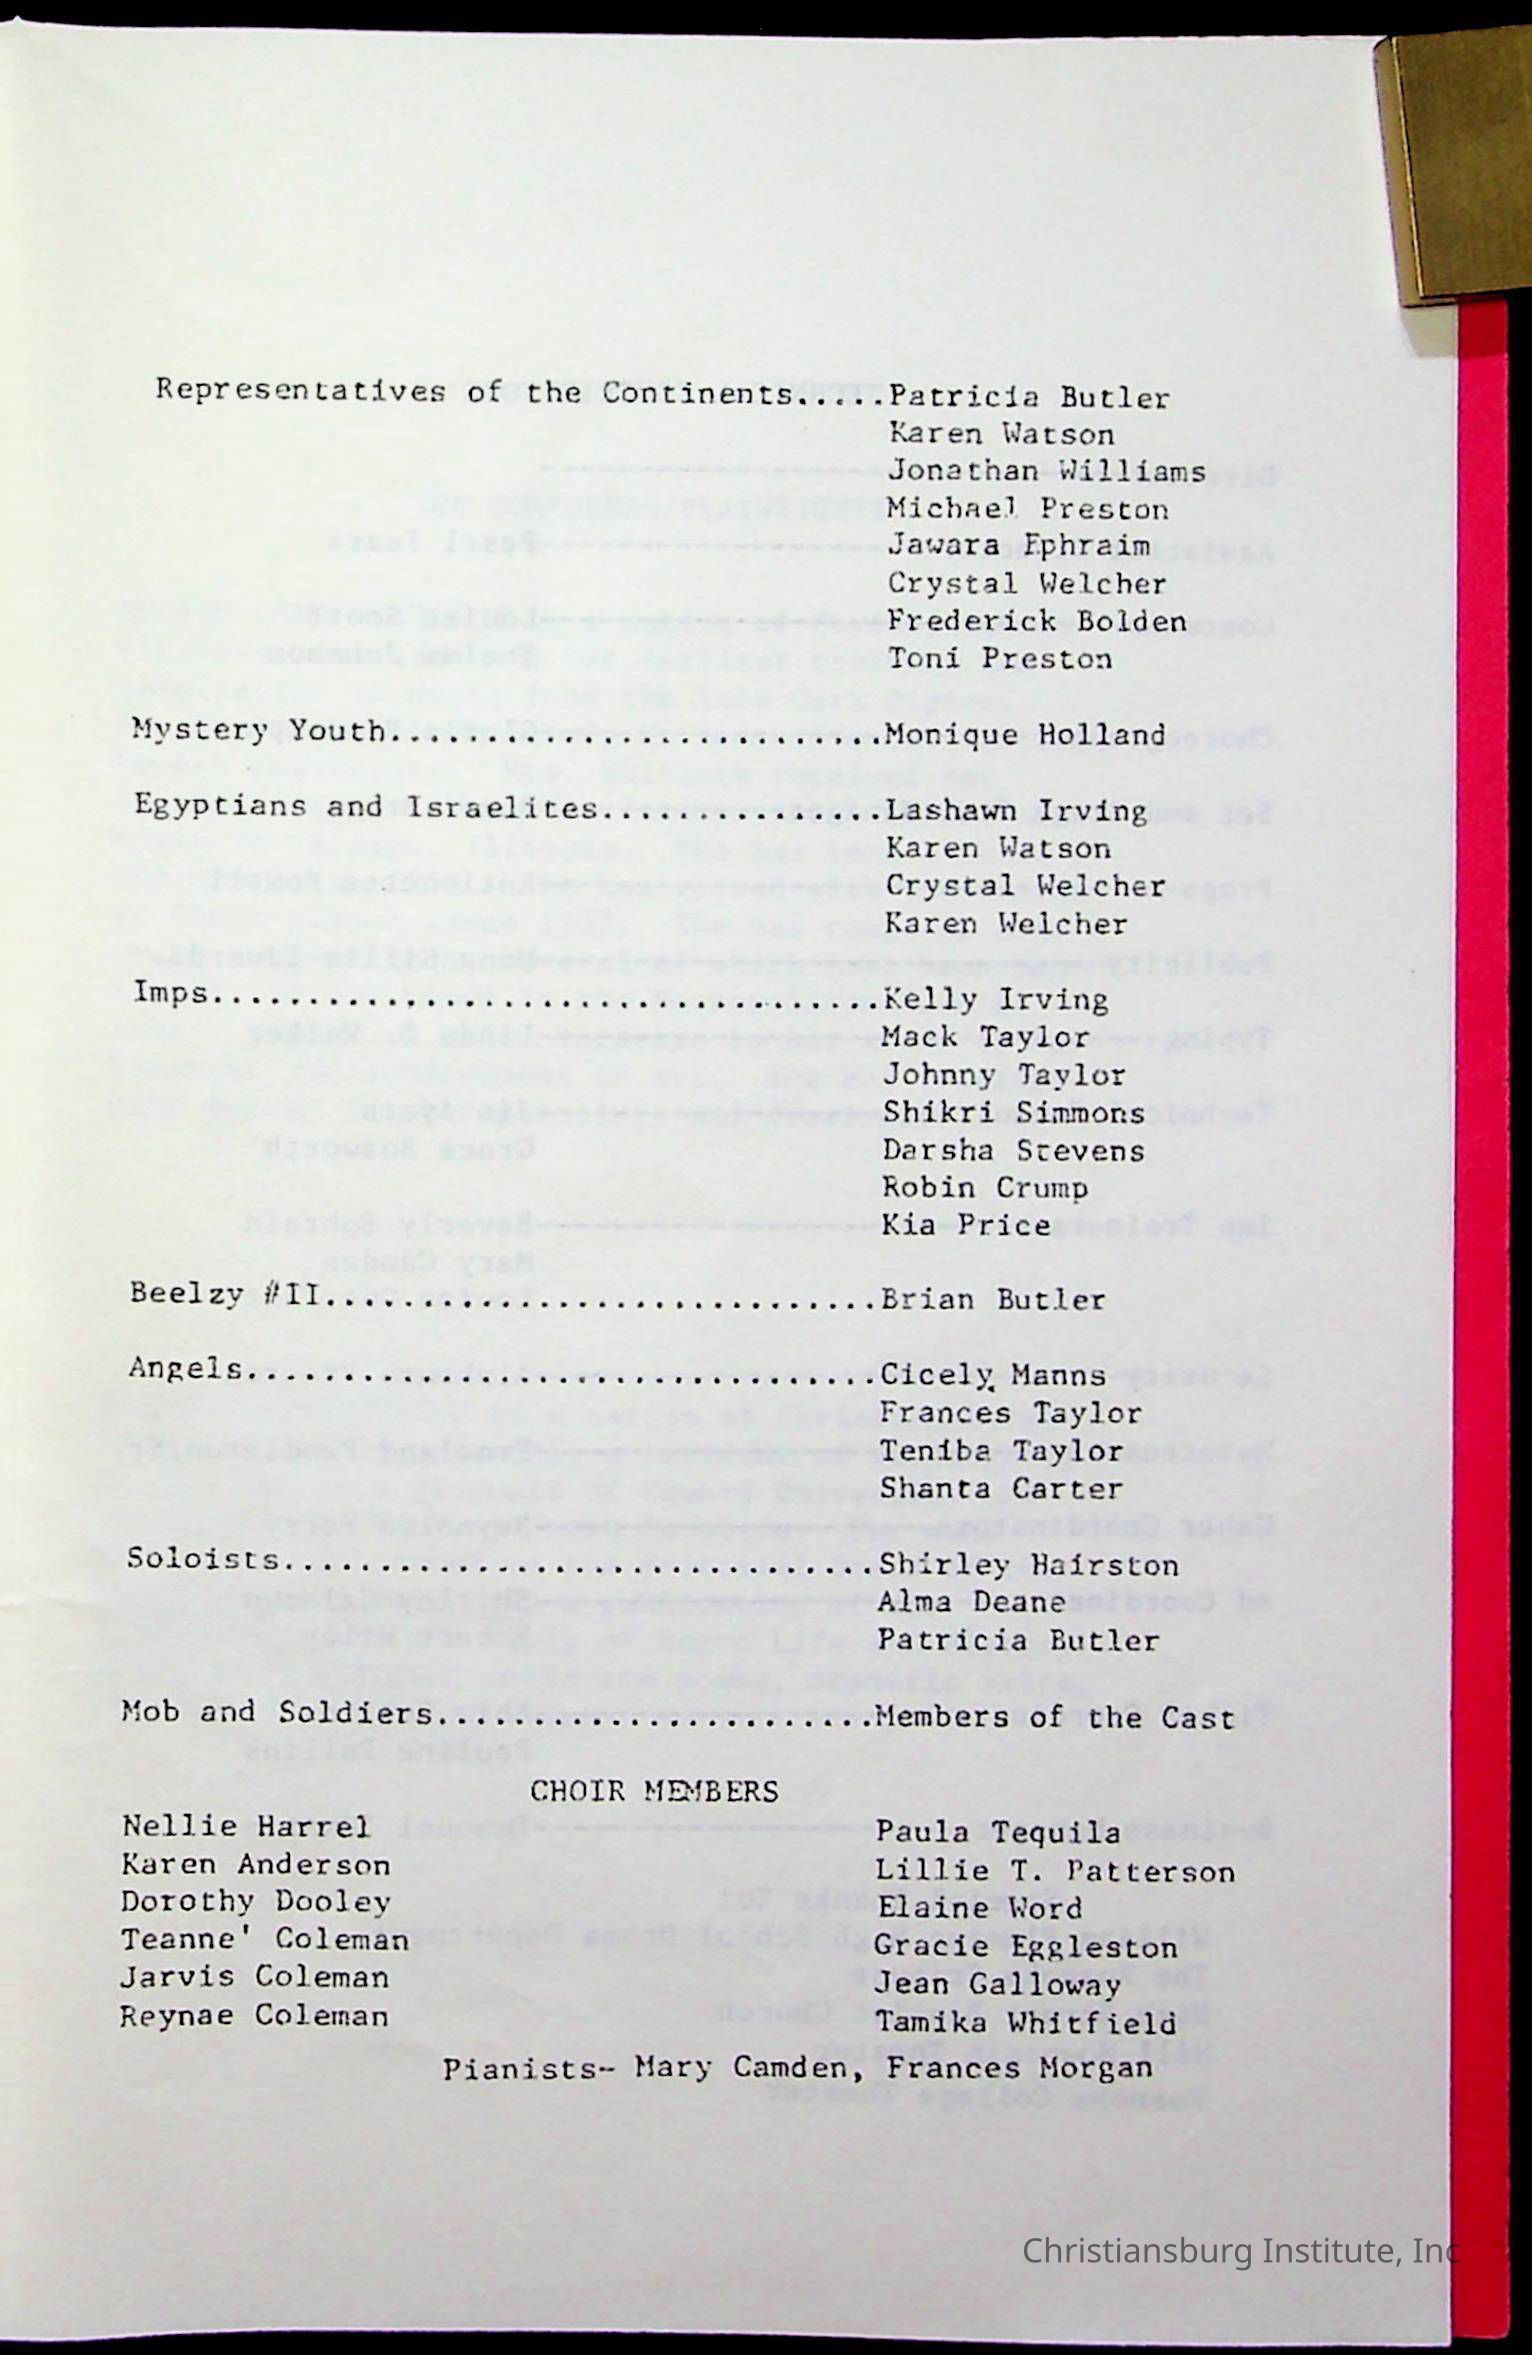 Representatives of the Continents.....Patricia Butler
Karen Watson
Jonathan Williams
Michael Preston
Jawara Ephraim
Crystal Welcher
Frederick Bolden
Toni Preston
Mystery Youth.........................Monique Holland
Egyptians and Israelites..............Lashawn Irving
Karen Watson
Crystal Welcher
Karen Welcher
Imps..................................Kelly Irving
Mack Taylor
Johnny Taylor
Shikri Simmons
Darsha Stevens
Robin Crump
Kia Price
Beelzy #II............................Brian Butler
Angels................................Cicely Manns
Frances Taylor
Teniba Taylor
Shanta Carter
Soloists..............................Shirley Hairston
Alma Deane
Patricia Butler
Mob and Soldiers......................Members of the Cast
CHOIR MEMBERS
Nellie Harrel Paula Tequila
Karen Anderson Lillie T. Patterson
Dorothy Dooley Elaine Word
Teanne' Coleman Gracie Eggleston
Jarvis Coleman Jean Galloway
Reynae Coleman Tamika Whitfield
Pianists- Mary Camden, Frances Morgan
Christiansburg Institute, Inc